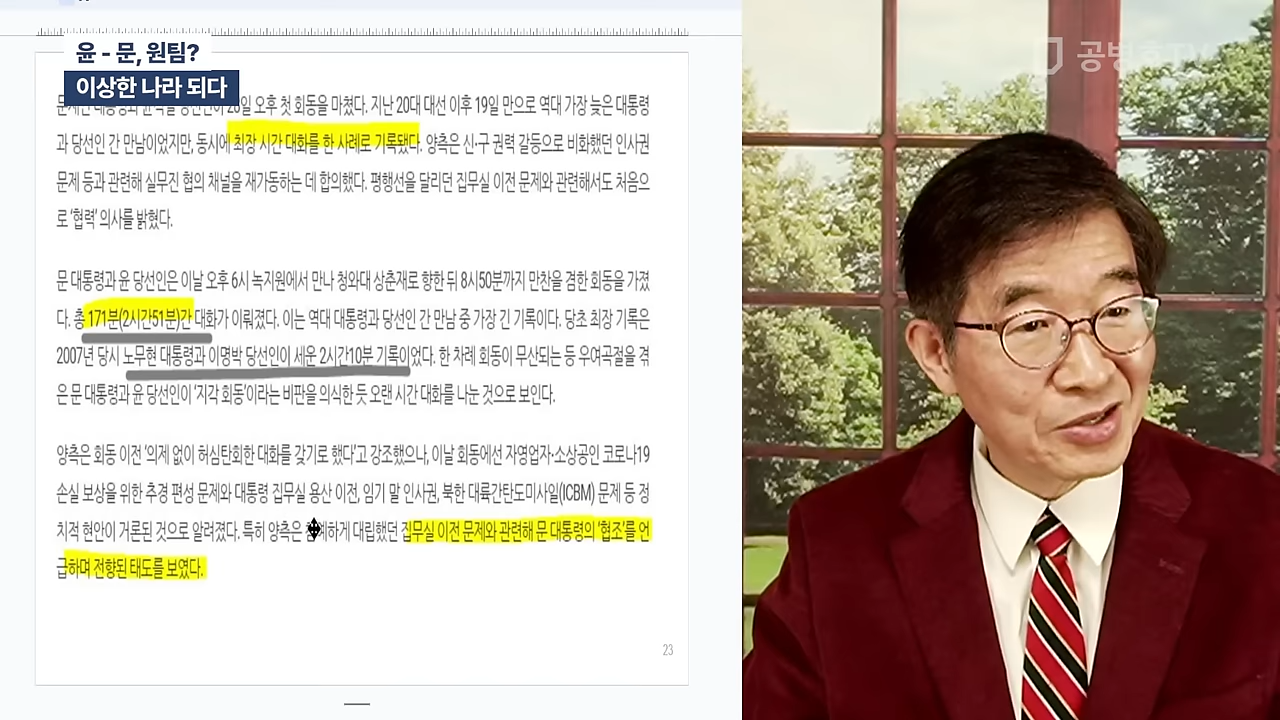 윤 - 문, 원팀?
이상한 나라 되다
공병호TV
오후 첫 회동을 마쳤다. 지난 20대 대선 이후 19일 만으로 역대 가장 늦은 대통령
과 당선인 간 만남이었지만, 동시에 최장 시간 대화를 한 사례로 기록됐다. 양측은 신·구 권력 갈등으로 비화했던 인사권
문제 등과 관련해 실무진 협의 채널을 재가동하는 데 합의했다. 평행선을 달리던 집무실 이전 문제와 관련해서도 처음으
로 ‘협력’ 의사를 밝혔다.
문 대통령과 윤 당선인은 이날 오후 6시 녹지원에서 만나 청와대 상춘재로 향한 뒤 8시50분까지 만찬을 겸한 회동을 가졌
다. 총 171분(2시간51분)간 대화가 이뤄졌다. 이는 역대 대통령과 당선인 간 만남 중 가장 긴 기록이다. 당초 최장 기록은
2007년 당시 노무현 대통령과 이명박 당선인이 세운 2시간10분 기록이었다. 한 차례 회동이 무산되는 등 우여곡절을 겪
은 문 대통령과 윤 당선인이 ‘지각 회동’이라는 비판을 의식한 듯 오랜 시간 대화를 나눈 것으로 보인다.
양측은 회동 이전 ‘의제 없이 허심탄회한 대화를 갖기로 했다’고 강조했으나, 이날 회동에선 자영업자·소상공인 코로나19
손실 보상을 위한 추경 편성 문제와 대통령 집무실 용산 이전, 임기 말 인사권, 북한 대륙간탄도미사일(ICBM) 문제 등 정
치적 현안이 거론된 것으로 알려졌다. 특히 양측은 첨예하게 대립했던 집무실 이전 문제와 관련해 문 대통령의 ‘협조’를 언
급하며 전향된 태도를 보였다.
23